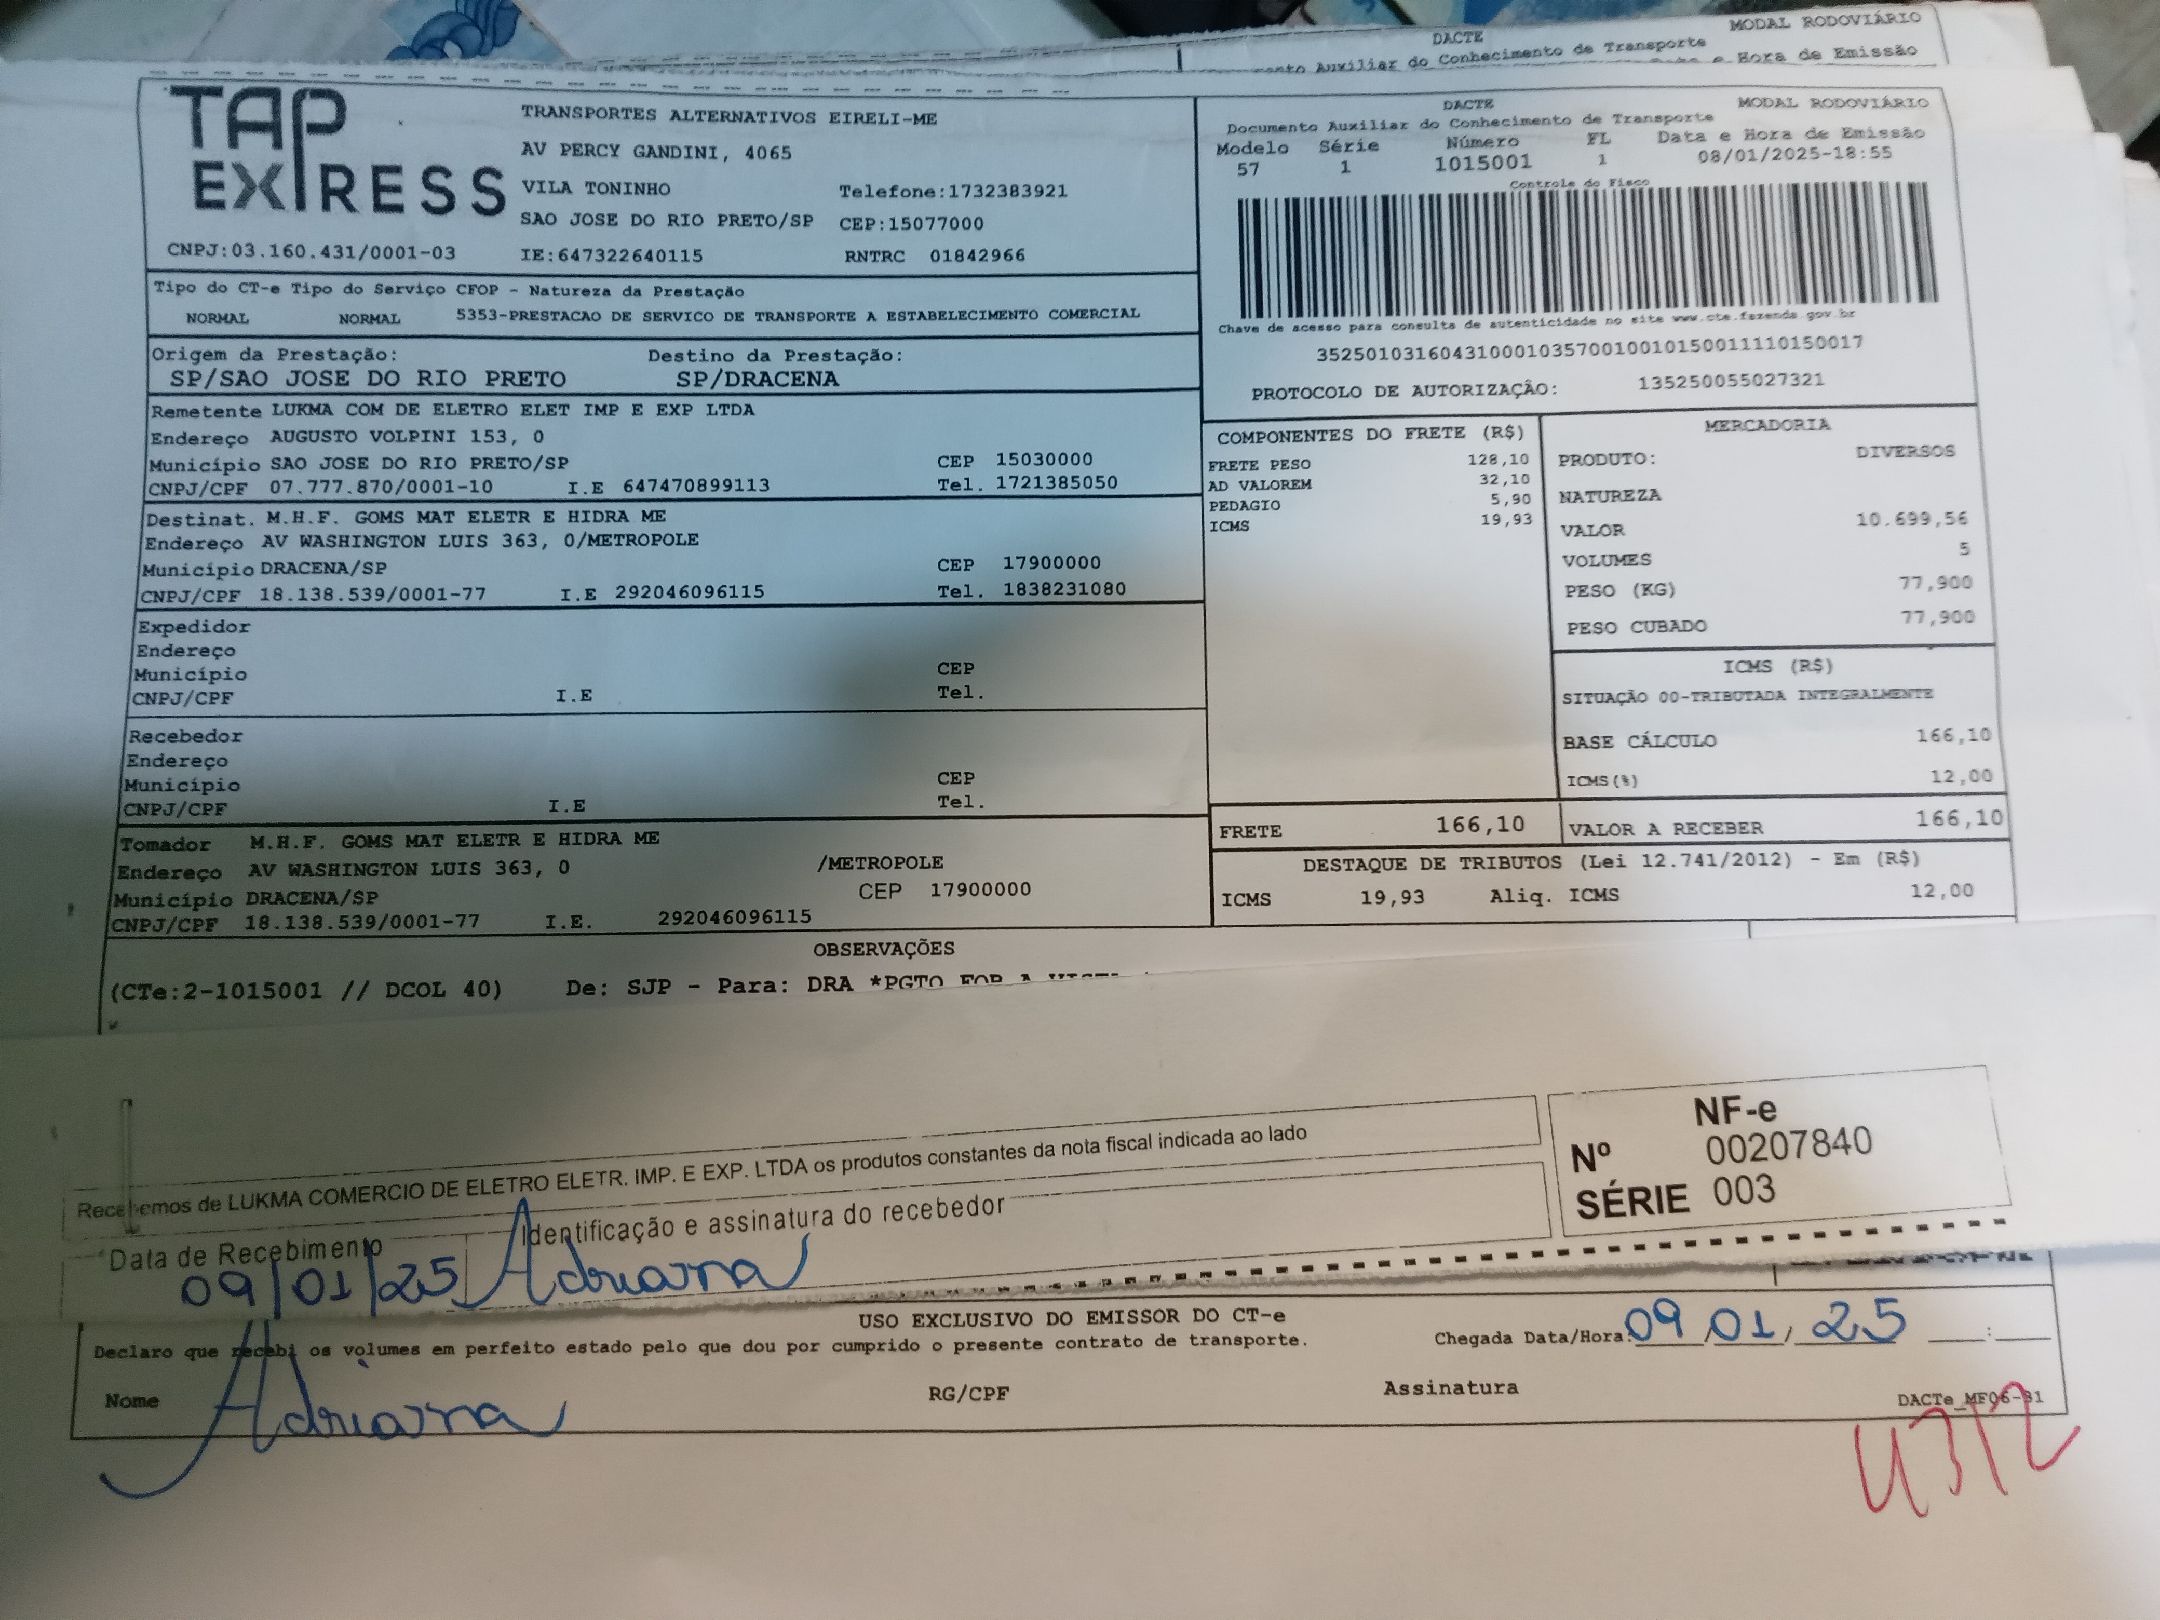 DACTE
MODAL RODOVIÁRIO
mento Auxiliar do Conhecimento de Transporte
e Hora de Emissão
TAP EXPRESS
TRANSPORTES ALTERNATIVOS EIRELI-ME
AV PERCY GANDINI, 4065
VILA TONINHO Telefone:1732383921
SAO JOSE DO RIO PRETO/SP CEP:15077000
CNPJ:03.160.431/0001-03 IE:647322640115 RNTRC 01842966
DACTE MODAL RODOVIÁRIO
Documento Auxiliar do Conhecimento de Transporte
Modelo Série Número FL Data e Hora de Emissão
57 1 1015001 1 08/01/2025-18:55
Controle do Fisco
Chave de acesso para consulta de autenticidade no site www.cte.fazenda.gov.br
35250103160431000103570010010150011110150017
PROTOCOLO DE AUTORIZAÇÃO: 135250055027321
Tipo do CT-e Tipo do Serviço CFOP - Natureza da Prestação
NORMAL NORMAL 5353-PRESTACAO DE SERVICO DE TRANSPORTE A ESTABELECIMENTO COMERCIAL
Origem da Prestação: Destino da Prestação:
SP/SAO JOSE DO RIO PRETO SP/DRACENA
Remetente LUKMA COM DE ELETRO ELET IMP E EXP LTDA
Endereço AUGUSTO VOLPINI 153, 0
Município SAO JOSE DO RIO PRETO/SP CEP 15030000
CNPJ/CPF 07.777.870/0001-10 I.E 647470899113 Tel. 1721385050
Destinat. M.H.F. GOMS MAT ELETR E HIDRA ME
Endereço AV WASHINGTON LUIS 363, 0/METROPOLE
Município DRACENA/SP CEP 17900000
CNPJ/CPF 18.138.539/0001-77 I.E 292046096115 Tel. 1838231080
Expedidor
Endereço
Município CEP
CNPJ/CPF I.E Tel.
Recebedor
Endereço
Município CEP
CNPJ/CPF I.E Tel.
Tomador M.H.F. GOMS MAT ELETR E HIDRA ME
Endereço AV WASHINGTON LUIS 363, 0 /METROPOLE
Município DRACENA/SP CEP 17900000
CNPJ/CPF 18.138.539/0001-77 I.E. 292046096115
COMPONENTES DO FRETE (R$)
FRETE PESO 128,10
AD VALOREM 32,10
PEDAGIO 5,90
ICMS 19,93
MERCADORIA
PRODUTO: DIVERSOS
NATUREZA
VALOR 10.699,56
VOLUMES 5
PESO (KG) 77,900
PESO CUBADO 77,900
ICMS (R$)
SITUAÇÃO 00-TRIBUTADA INTEGRALMENTE
BASE CÁLCULO 166,10
ICMS(%) 12,00
FRETE 166,10 VALOR A RECEBER 166,10
DESTAQUE DE TRIBUTOS (Lei 12.741/2012) - Em (R$)
ICMS 19,93 Aliq. ICMS 12,00
OBSERVAÇÕES
(CTe:2-1015001 // DCOL 40) De: SJP - Para: DRA *PGTO FOB A
Recebemos de LUKMA COMERCIO DE ELETRO ELETR. IMP. E EXP. LTDA os produtos constantes da nota fiscal indicada ao lado
Data de Recebimento Identificação e assinatura do recebedor
09/01/25 Adriana
NF-e
Nº 00207840
SÉRIE 003
USO EXCLUSIVO DO EMISSOR DO CT-e
Declaro que recebi os volumes em perfeito estado pelo que dou por cumprido o presente contrato de transporte. Chegada Data/Hora: 09/01/25 :
Nome Adriana RG/CPF Assinatura
DACTe_MF06-31
4312